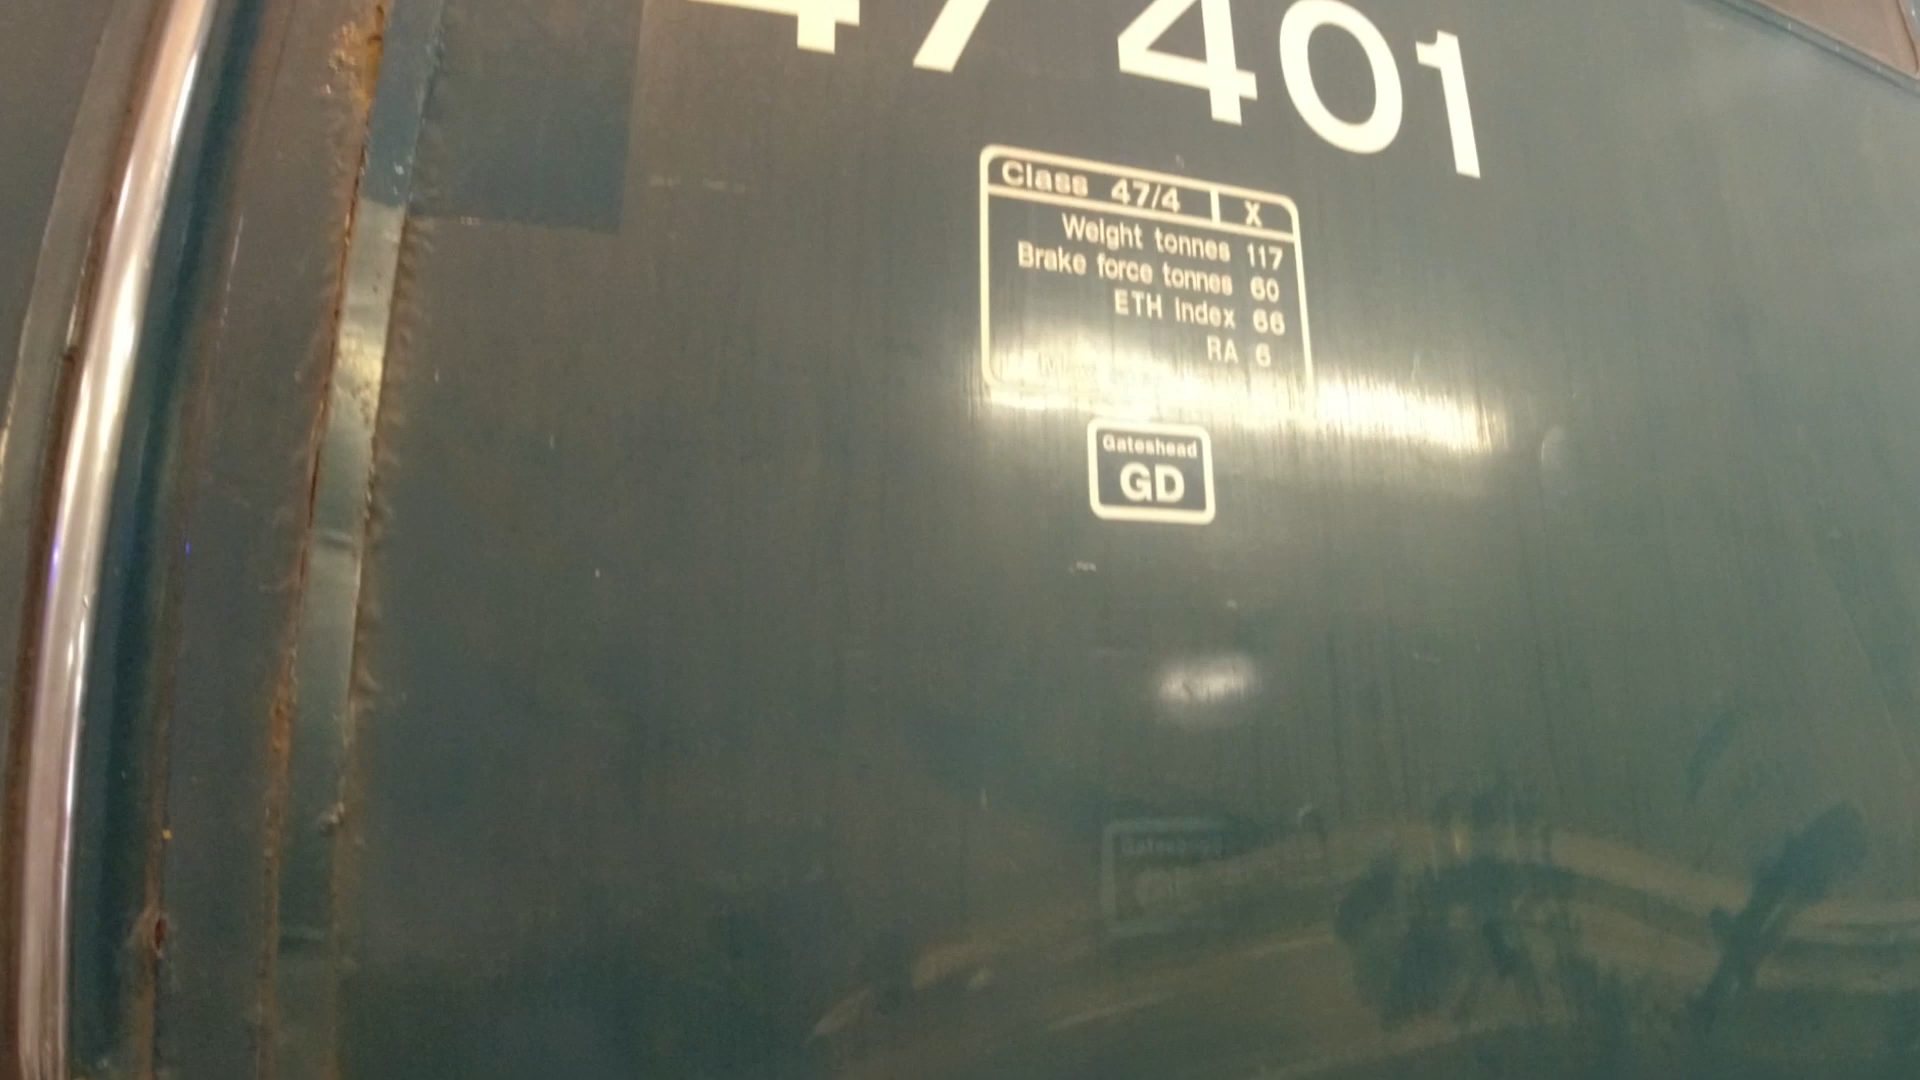 47 401
Class 47/4 X
Weight tonnes 117
Brake force tonnes 60
ETH Index 66
RA 6
Gateshead
GD